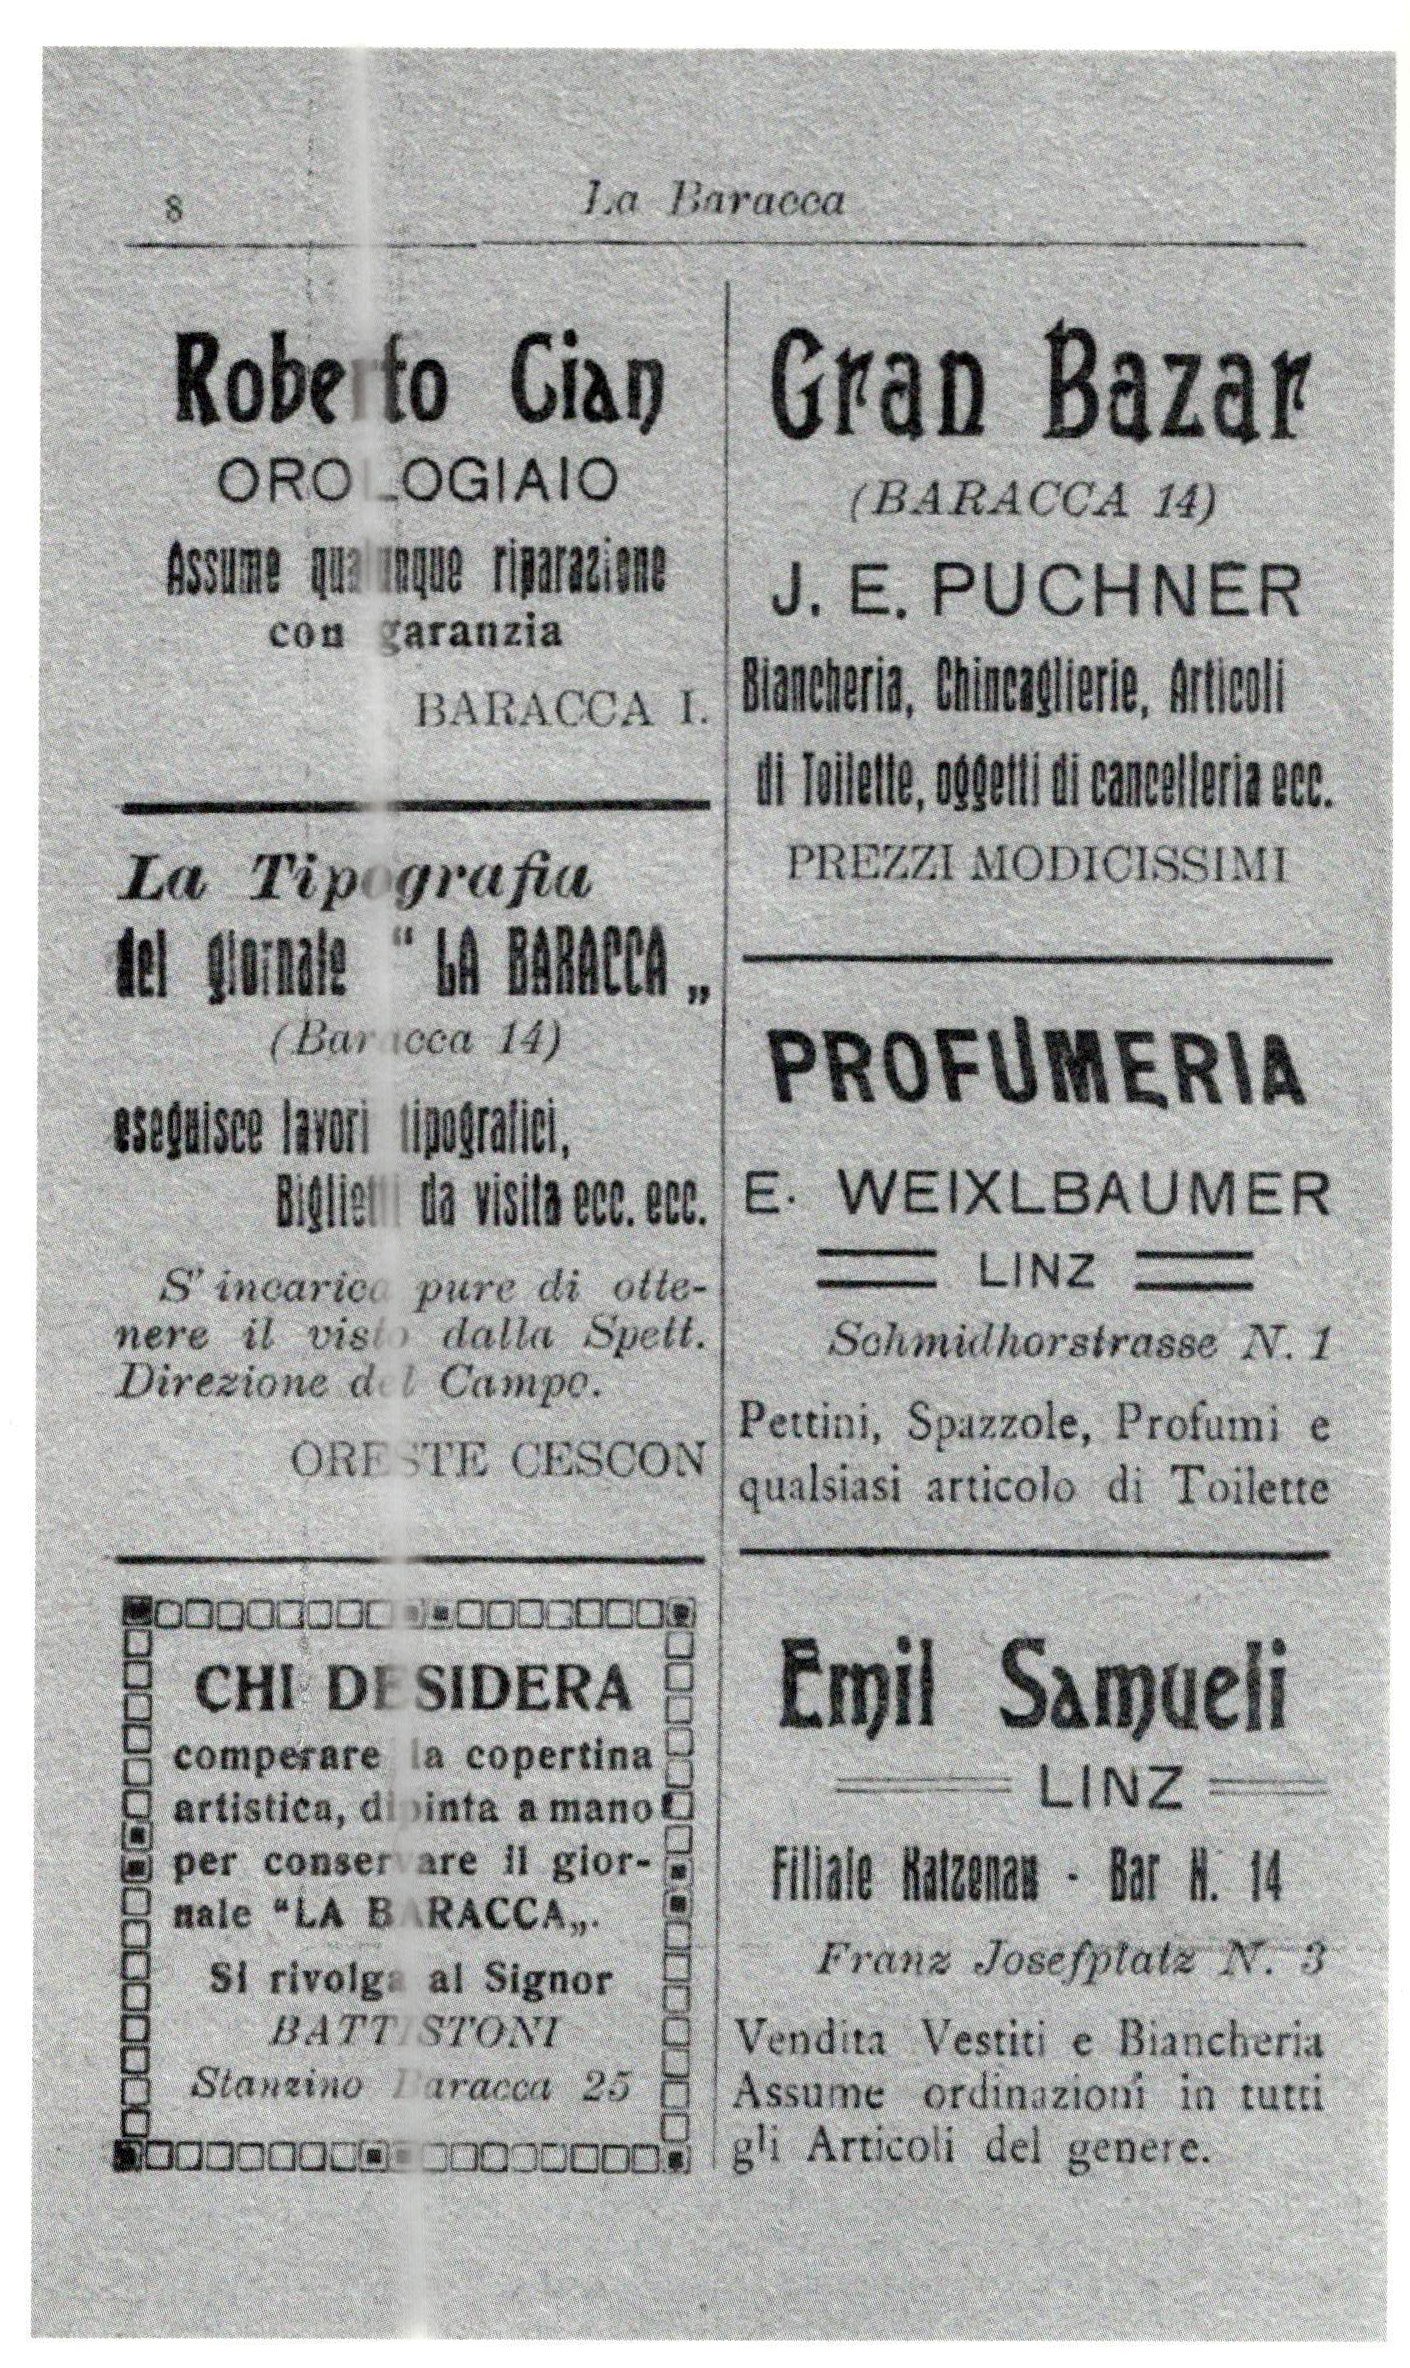 8
La Baracca
Roberto Cian
OROLOGIAIO
Assume qualunque riparazione
con garanzia
BARACCA I.
La Tipografia
del giornale “ LA BARACCA „
(Baracca 14)
eseguisce lavori tipografici,
Biglietti da visita ecc. ecc.
S' incarica pure di otte-
nere il visto dalla Spett.
Direzione del Campo.
ORESTE CESCON
CHI DESIDERA
comperare la copertina
artistica, dipinta a mano
per conservare il gior-
nale “LA BARACCA„.
Si rivolga al Signor
BATTISTONI
Stanzino Baracca 25
Gran Bazar
(BARACCA 14)
J. E. PUCHNER
Biancheria, Chincaglierie, Articoli
di Toilette, oggetti di cancelleria ecc.
PREZZI MODICISSIMI
PROFUMERIA
E. WEIXLBAUMER
LINZ
Schmidhorstrasse N. 1
Pettini, Spazzole, Profumi e
qualsiasi articolo di Toilette
Emil Samueli
LINZ
Filiale Katzenau - Bar N. 14
Franz Josefplatz N. 3
Vendita Vestiti e Biancheria
Assume ordinazioni in tutti
gli Articoli del genere.